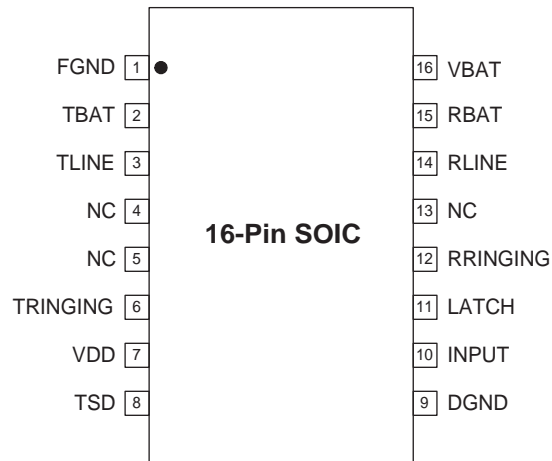 FGND 1 16 VBAT
TBAT 2 15 RBAT
TLINE 3 14 RLINE
NC 4 13 NC
16-Pin SOIC
NC 5 12 RRINGING
TRINGING 6 11 LATCH
VDD 7 10 INPUT
TSD 8 9 DGND